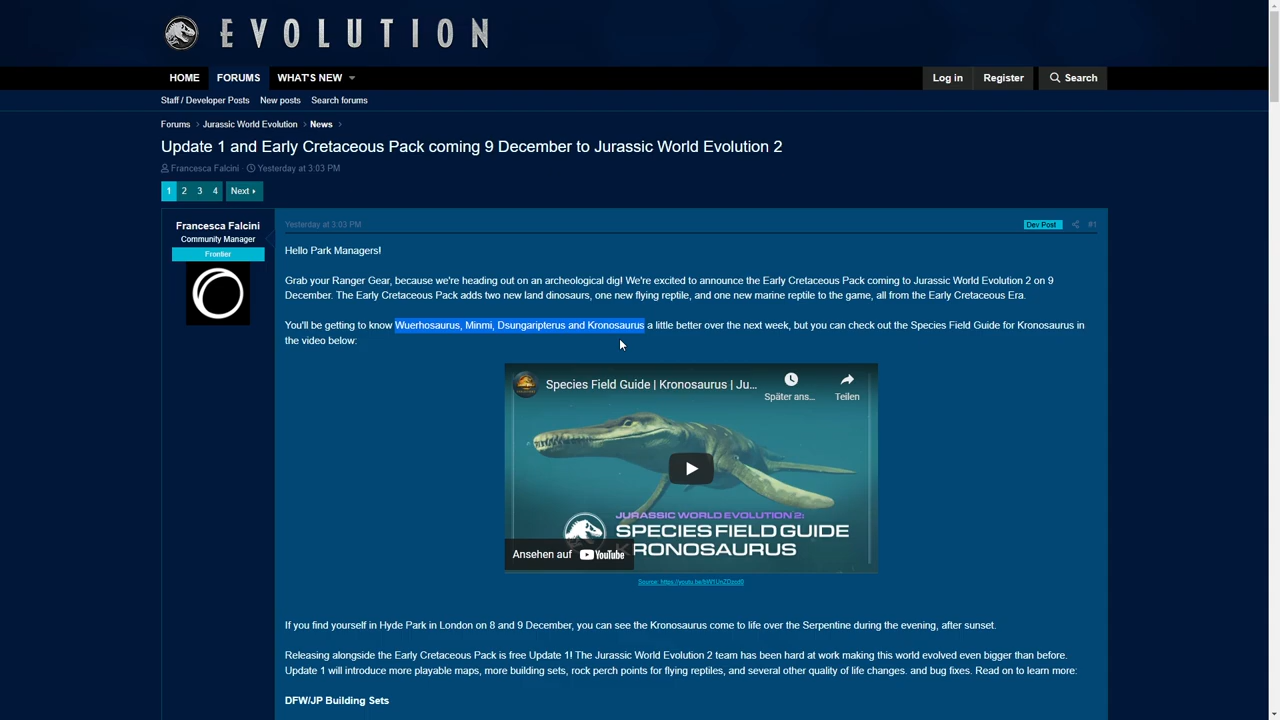 EVOLUTION
HOME FORUMS WHAT'S NEW Log in Register Search
Staff / Developer Posts New posts Search forums
Forums Jurassic World Evolution News
Update 1 and Early Cretaceous Pack coming 9 December to Jurassic World Evolution 2
Francesca Falcini Yesterday at 3:03 PM
1 2 3 4 Next
Francesca Falcini
Community Manager
Frontier
Yesterday at 3:03 PM Dev Post #1
Hello Park Managers!
Grab your Ranger Gear, because we're heading out on an archeological dig! We're excited to announce the Early Cretaceous Pack coming to Jurassic World Evolution 2 on 9
December. The Early Cretaceous Pack adds two new land dinosaurs, one new flying reptile, and one new marine reptile to the game, all from the Early Cretaceous Era.
You'll be getting to know Wuerhosaurus, Minmi, Dsungaripterus and Kronosaurus a little better over the next week, but you can check out the Species Field Guide for Kronosaurus in
the video below:
Species Field Guide | Kronosaurus | Ju...
Später ans... Teilen
JURASSIC WORLD EVOLUTION 2:
SPECIES FIELD GUIDE
KRONOSAURUS
Ansehen auf YouTube
If you find yourself in Hyde Park in London on 8 and 9 December, you can see the Kronosaurus come to life over the Serpentine during the evening, after sunset.
Releasing alongside the Early Cretaceous Pack is free Update 1! The Jurassic World Evolution 2 team has been hard at work making this world evolved even bigger than before.
Update 1 will introduce more playable maps, more building sets, rock perch points for flying reptiles, and several other quality of life changes. and bug fixes. Read on to learn more:
DFW/JP Building Sets